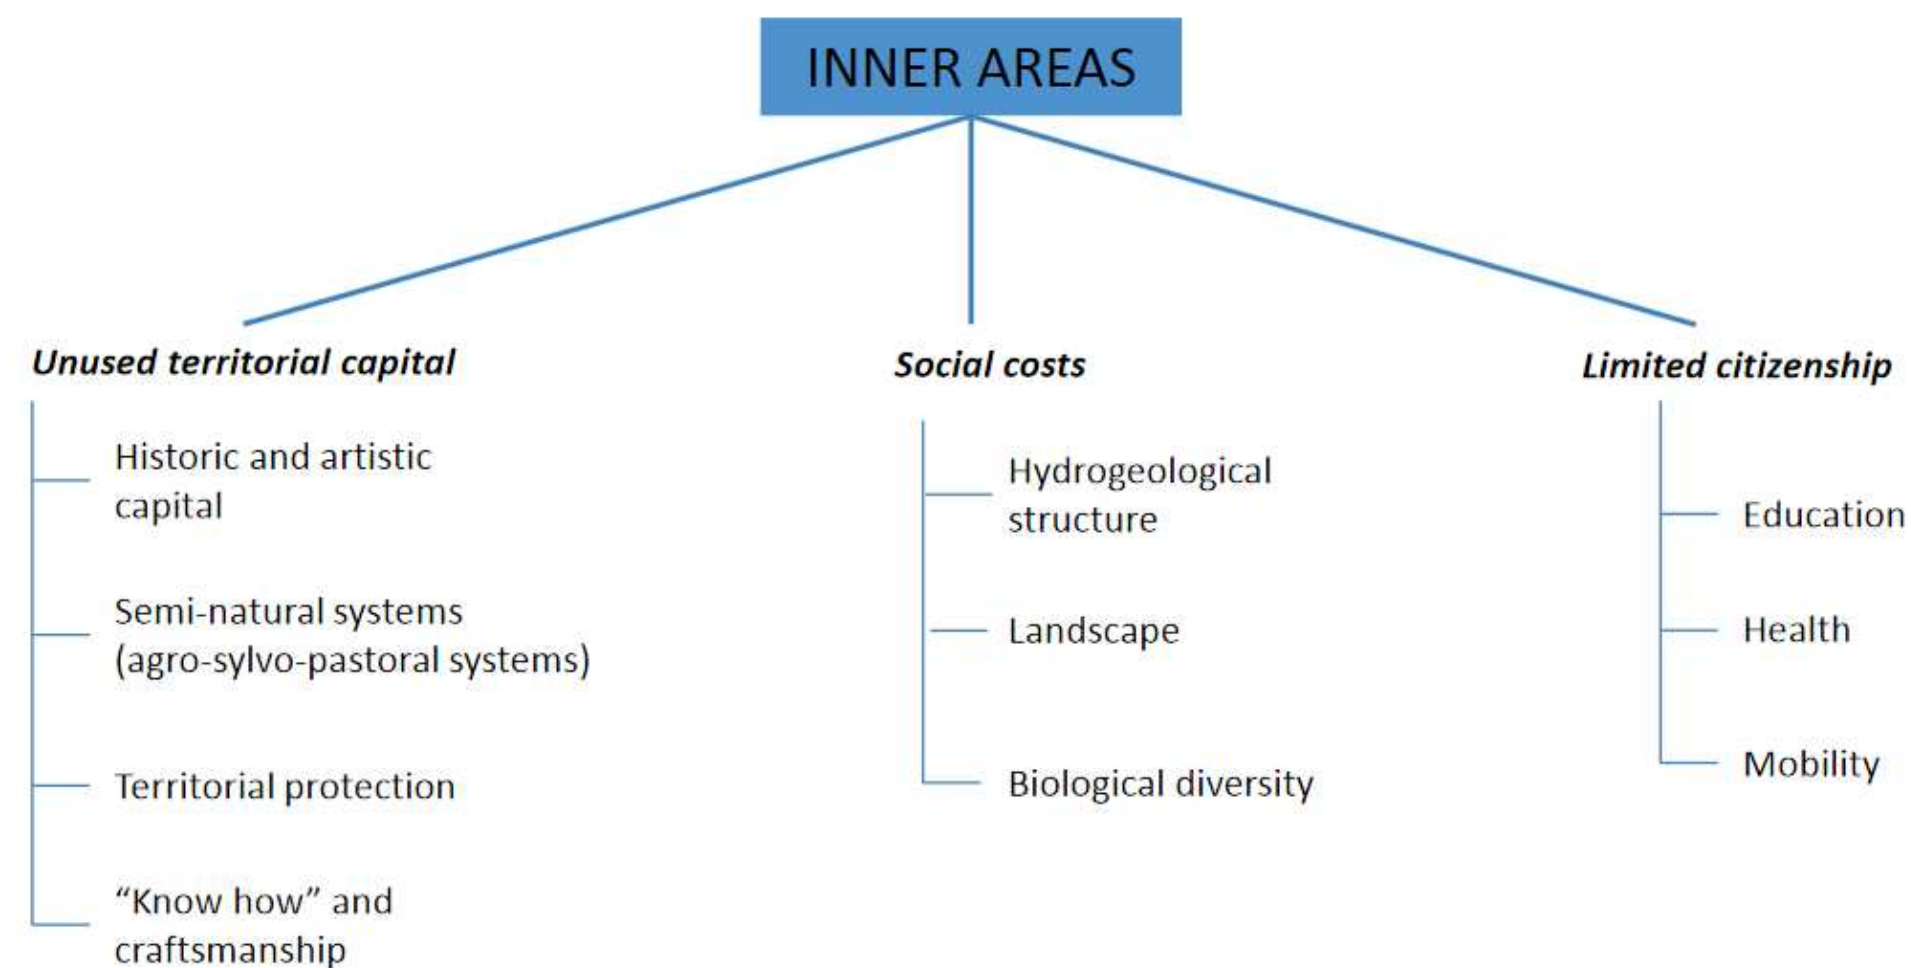 INNER AREAS
Unused territorial capital
Historic and artistic
capital
Semi-natural systems
(agro-sylvo-pastoral systems)
Territorial protection
“Know how” and
craftsmanship
Social costs
Hydrogeological
structure
Landscape
Biological diversity
Limited citizenship
Education
Health
Mobility